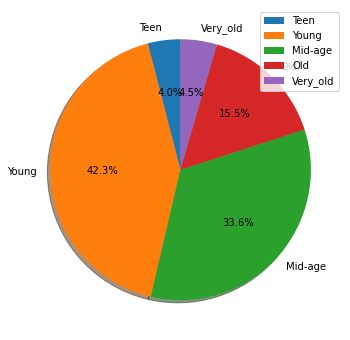 Teen
Very_old
Teen
Young
Mid-age
Old
Very_old
4.0%
4.5%
15.5%
Young
42.3%
33.6%
Mid-age